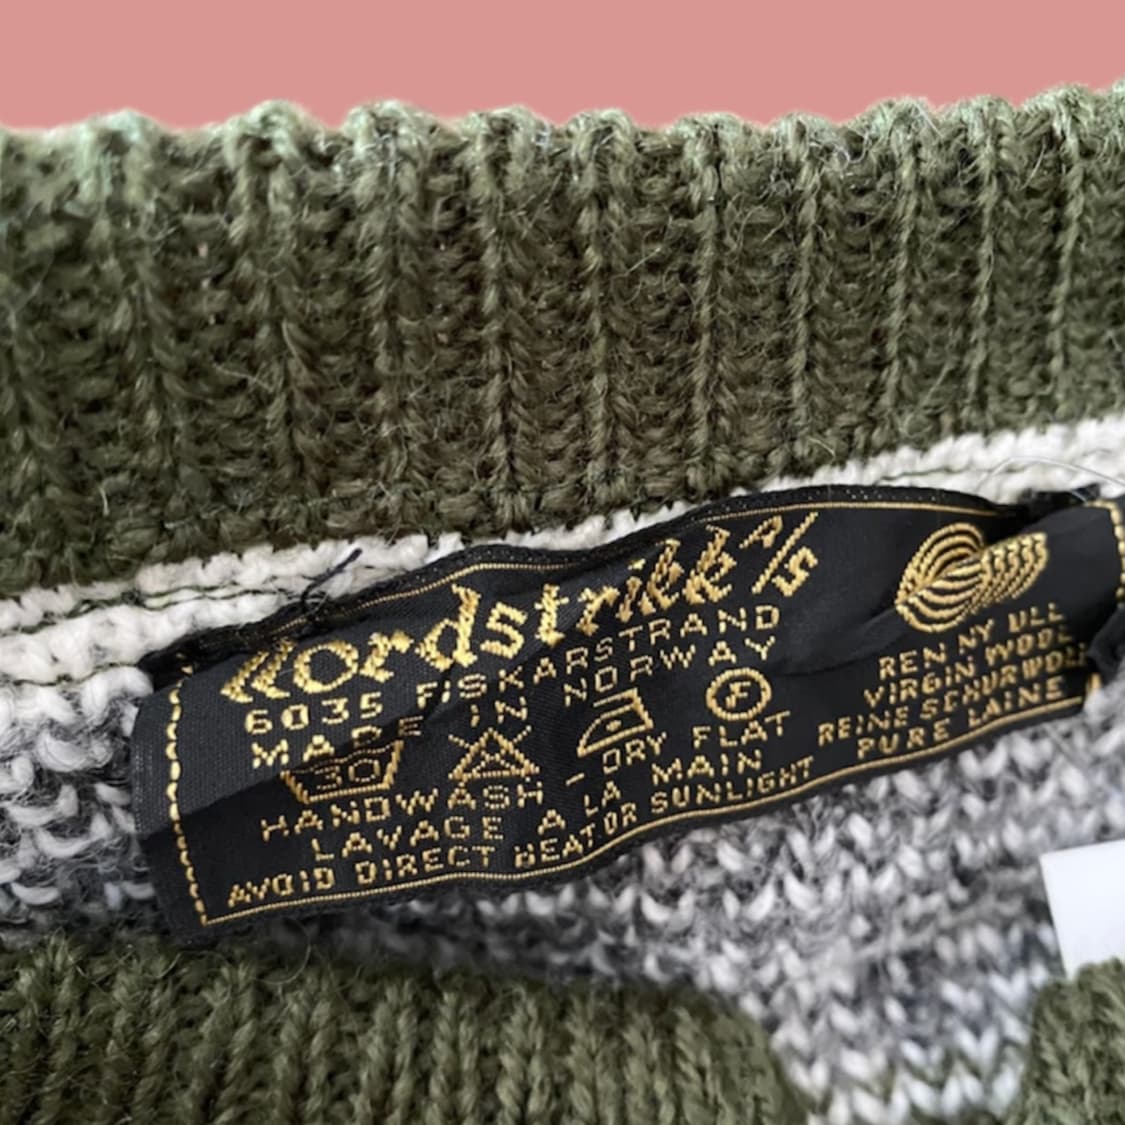 Nordstrikk A/S
6035 FISKARSTRAND
MADE IN NORWAY
30 F
HANDWASH - DRY FLAT
LAVAGE A LA MAIN
AVOID DIRECT HEAT OR SUNLIGHT
REN NY ULL
VIRGIN WOOL
REINE SCHURWOLLE
PURE LAINE